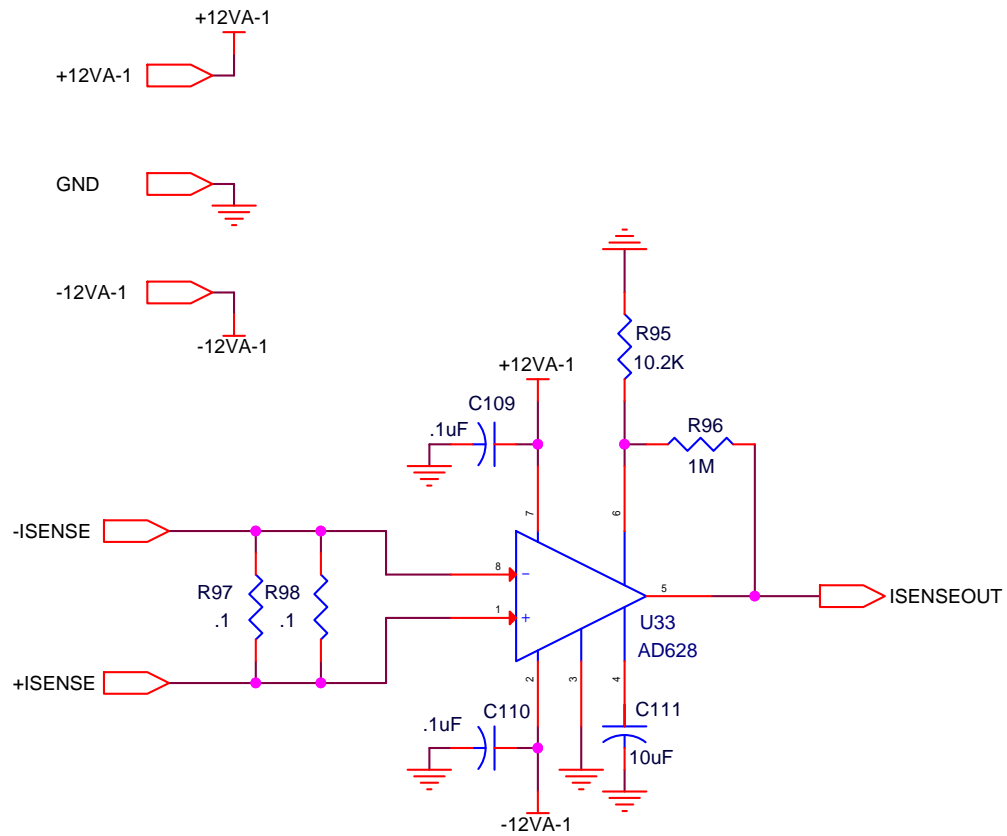 +12VA-1
+12VA-1
GND
-12VA-1
-12VA-1
R95
10.2K
+12VA-1
C109
.1uF
R96
1M
7
6
-ISENSE
8
−
R97
.1
R98
.1
1
+
5
ISENSEOUT
U33
AD628
+ISENSE
2
3
4
C110
.1uF
C111
10uF
-12VA-1